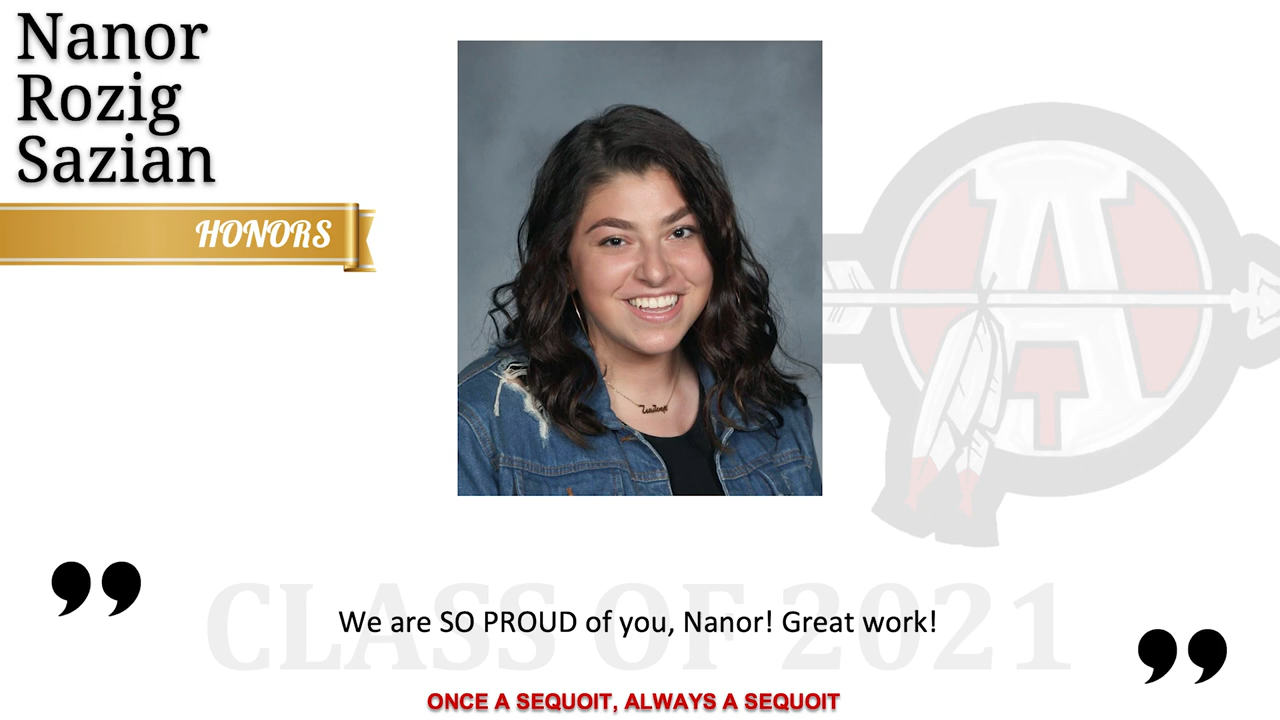 Nanor
Rozig
Sazian
HONORS
A
CLASS OF 2021
We are SO PROUD of you, Nanor! Great work!
ONCE A SEQUOIT, ALWAYS A SEQUOIT